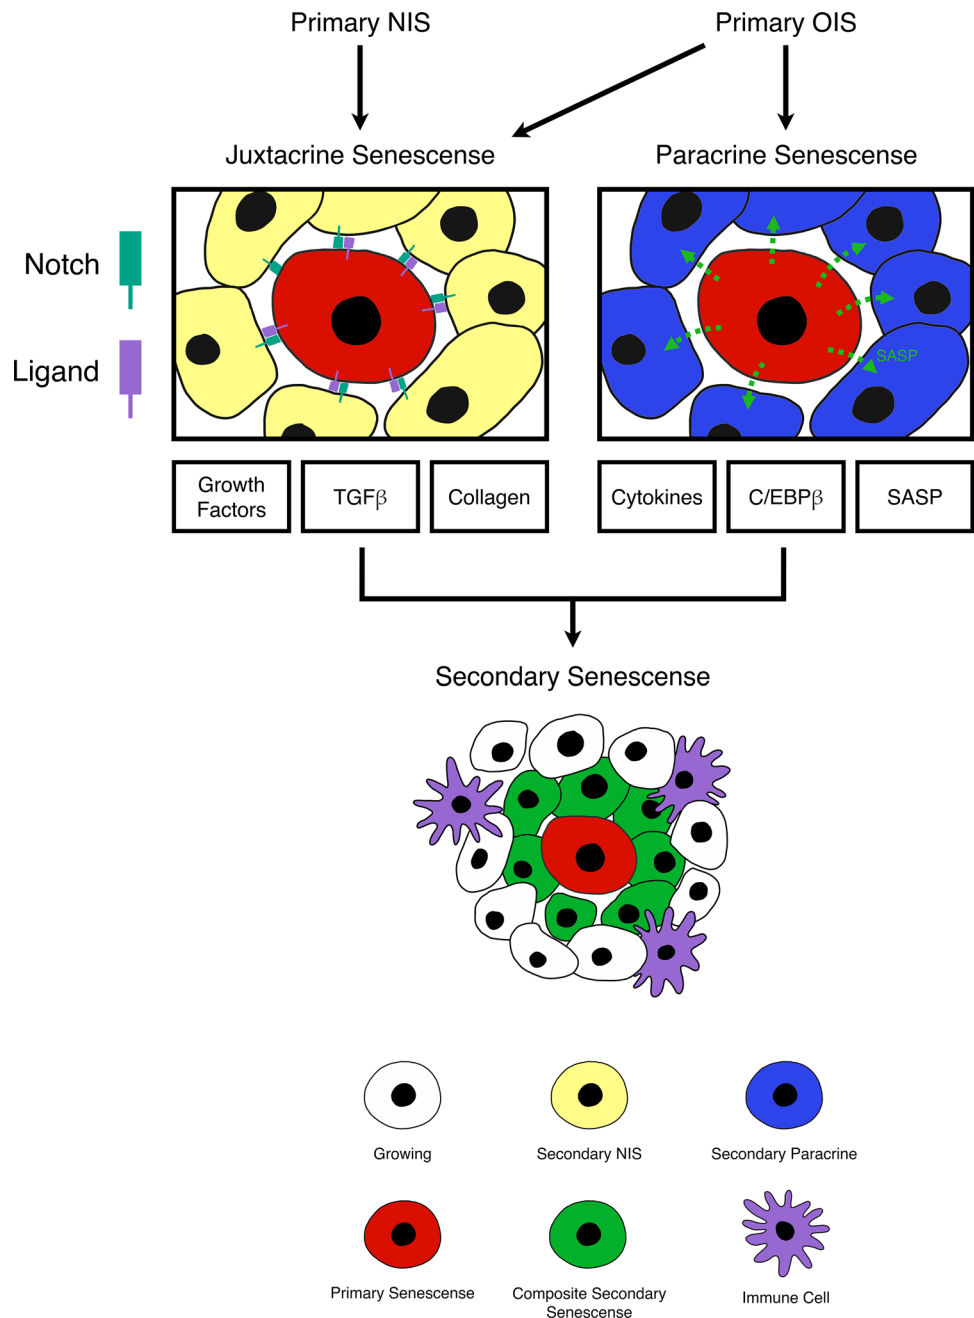 Primary NIS
Primary OIS
Juxtacrine Senescense
Paracrine Senescense
Notch
Ligand
SASP
Growth
Factors
TGFβ
Collagen
Cytokines
C/EBPβ
SASP
Secondary Senescense
Growing
Secondary NIS
Secondary Paracrine
Primary Senescense
Composite Secondary
Senescense
Immune Cell